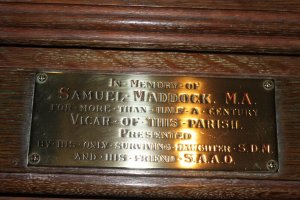 IN·MEMORY·OF
SAMUEL·MADDOCK, M.A.
FOR·MORE·THAN·HALF·A·CENTURY
VICAR·OF·THIS·PARISH.
PRESENTED
BY·HIS·ONLY·SURVIVING·DAUGHTER·S.D.M.
AND·HIS·FRIEND·S.A.A.O.